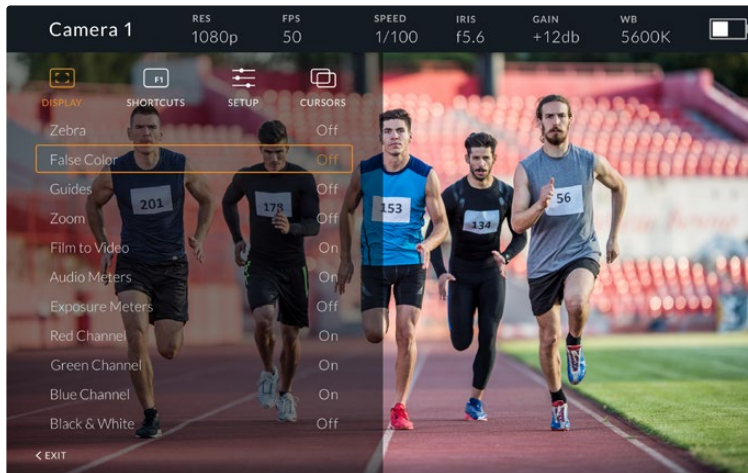 Camera 1
RES FPS SPEED IRIS GAIN WB
1080p 50 1/100 f5.6 +12db 5600K
F1
DISPLAY SHORTCUTS SETUP CURSORS
Zebra Off
False Color Off
Guides Off
Zoom Off
Film to Video On
Audio Meters On
Exposure Meters Off
Red Channel On
Green Channel On
Blue Channel On
Black & White Off
< EXIT
201
178
153
134
56